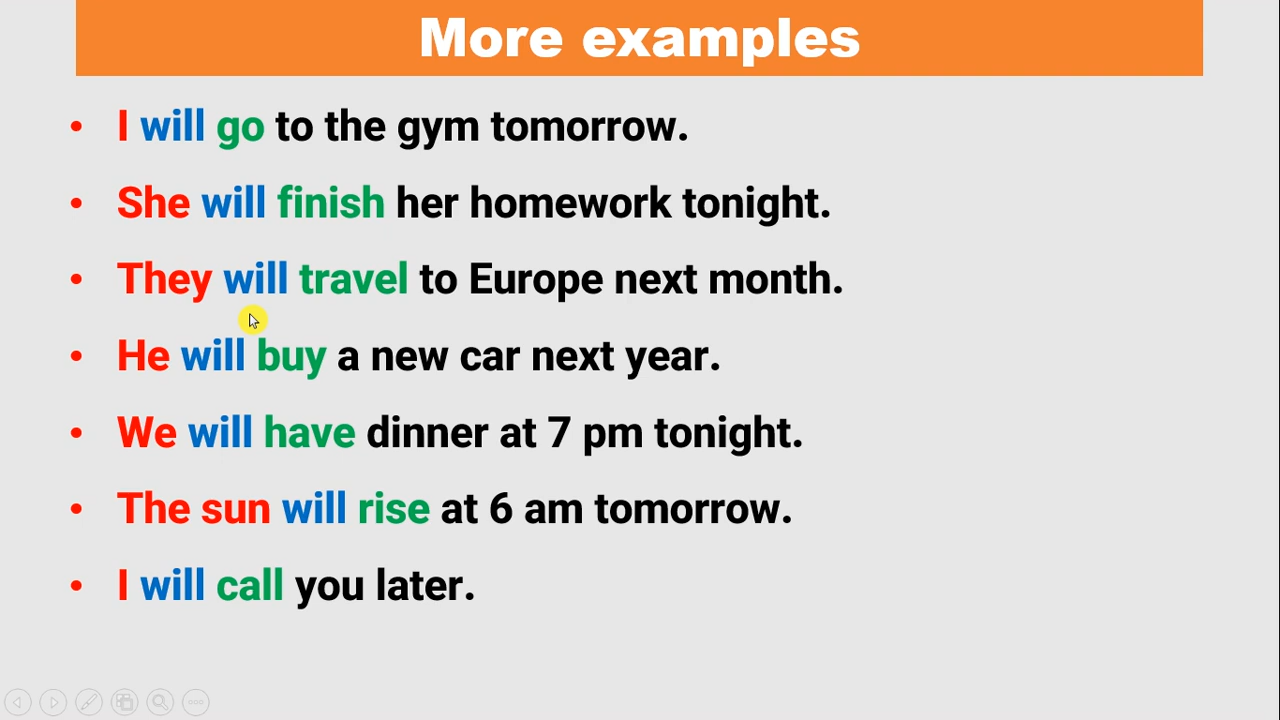 More examples
• I will go to the gym tomorrow.
• She will finish her homework tonight.
• They will travel to Europe next month.
• He will buy a new car next year.
• We will have dinner at 7 pm tonight.
• The sun will rise at 6 am tomorrow.
• I will call you later.